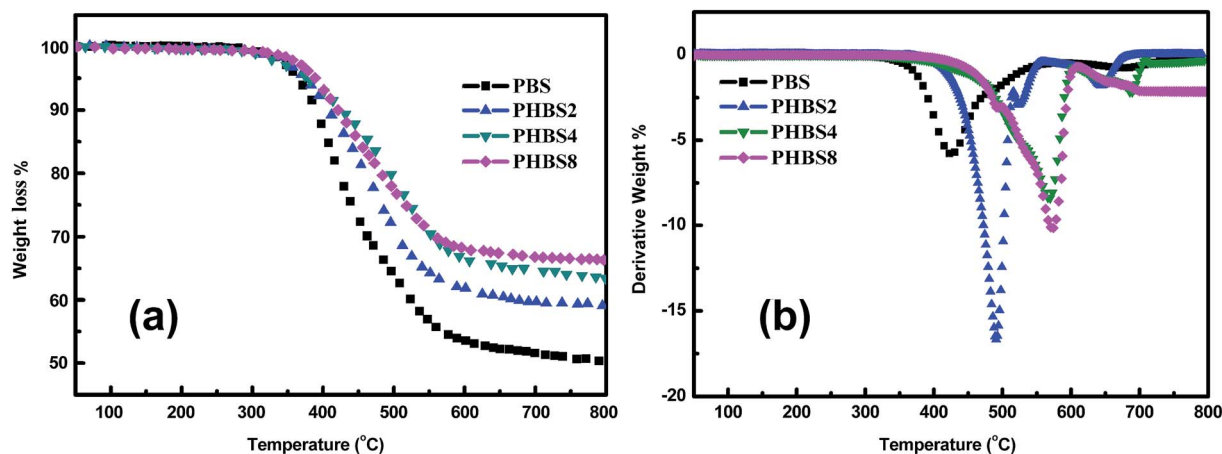 100
90
80
70
60
50
Weight loss %
PBS
PHBS2
PHBS4
PHBS8
(a)
100 200 300 400 500 600 700 800
Temperature (°C)
5
0
-5
-10
-15
-20
Derivative Weight %
PBS
PHBS2
PHBS4
PHBS8
(b)
100 200 300 400 500 600 700 800
Temperature (°C)